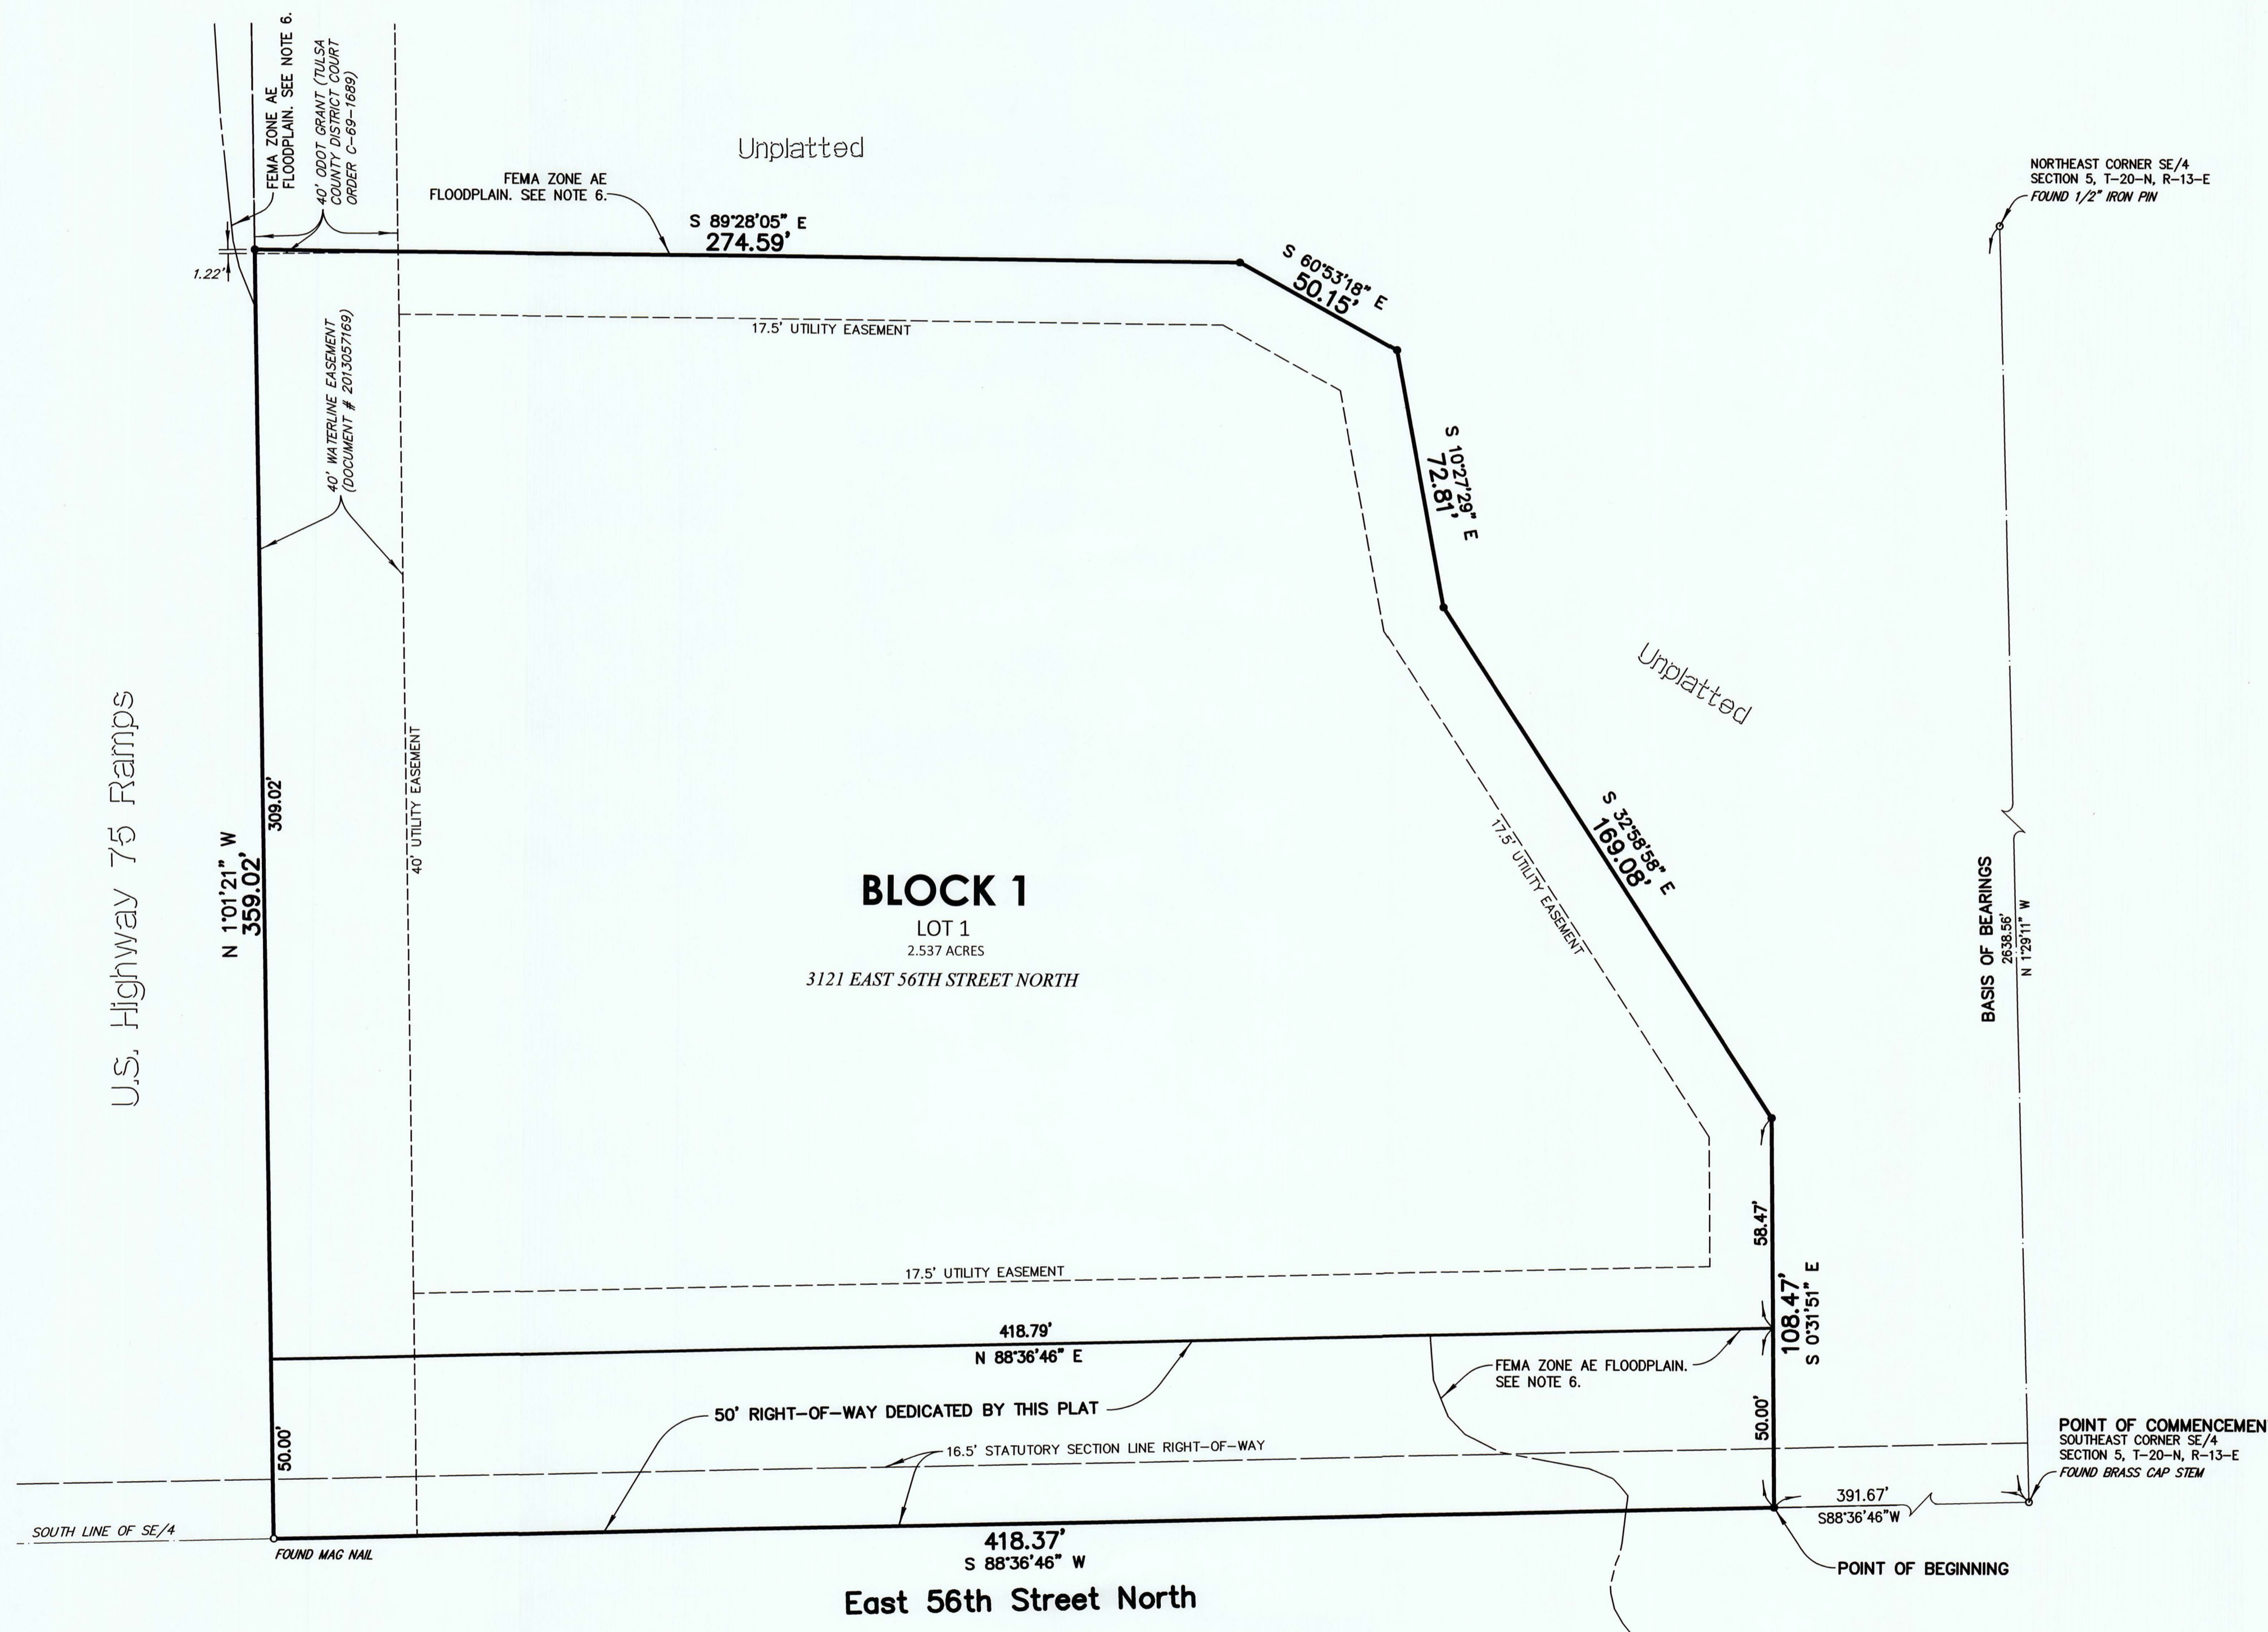 FEMA ZONE AE
FLOODPLAIN. SEE NOTE 6.
40' ODOT GRANT (TULSA
COUNTY DISTRICT COURT
ORDER C-69-1689)
Unplatted
FEMA ZONE AE
FLOODPLAIN. SEE NOTE 6.
S 89°28'05" E
274.59'
NORTHEAST CORNER SE/4
SECTION 5, T-20-N, R-13-E
FOUND 1/2" IRON PIN
1.22'
S 60°53'18" E
50.15'
17.5' UTILITY EASEMENT
40' WATERLINE EASEMENT
(DOCUMENT # 2013057169)
S 10°27'29" E
72.81'
Unplatted
U.S. Highway 75 Ramps
N 1°01'21" W
359.02'
309.02'
40' UTILITY EASEMENT
BLOCK 1
LOT 1
2.537 ACRES
3121 EAST 56TH STREET NORTH
S 32°58'58" E
169.08'
17.5' UTILITY EASEMENT
BASIS OF BEARINGS
2638.56'
N 1°29'11" W
58.47'
108.47'
S 0°31'51" E
17.5' UTILITY EASEMENT
418.79'
N 88°36'46" E
FEMA ZONE AE FLOODPLAIN.
SEE NOTE 6.
50' RIGHT-OF-WAY DEDICATED BY THIS PLAT
50.00'
50.00'
16.5' STATUTORY SECTION LINE RIGHT-OF-WAY
POINT OF COMMENCEMEN
SOUTHEAST CORNER SE/4
SECTION 5, T-20-N, R-13-E
FOUND BRASS CAP STEM
391.67'
S88°36'46"W
SOUTH LINE OF SE/4
FOUND MAG NAIL
418.37'
S 88°36'46" W
POINT OF BEGINNING
East 56th Street North